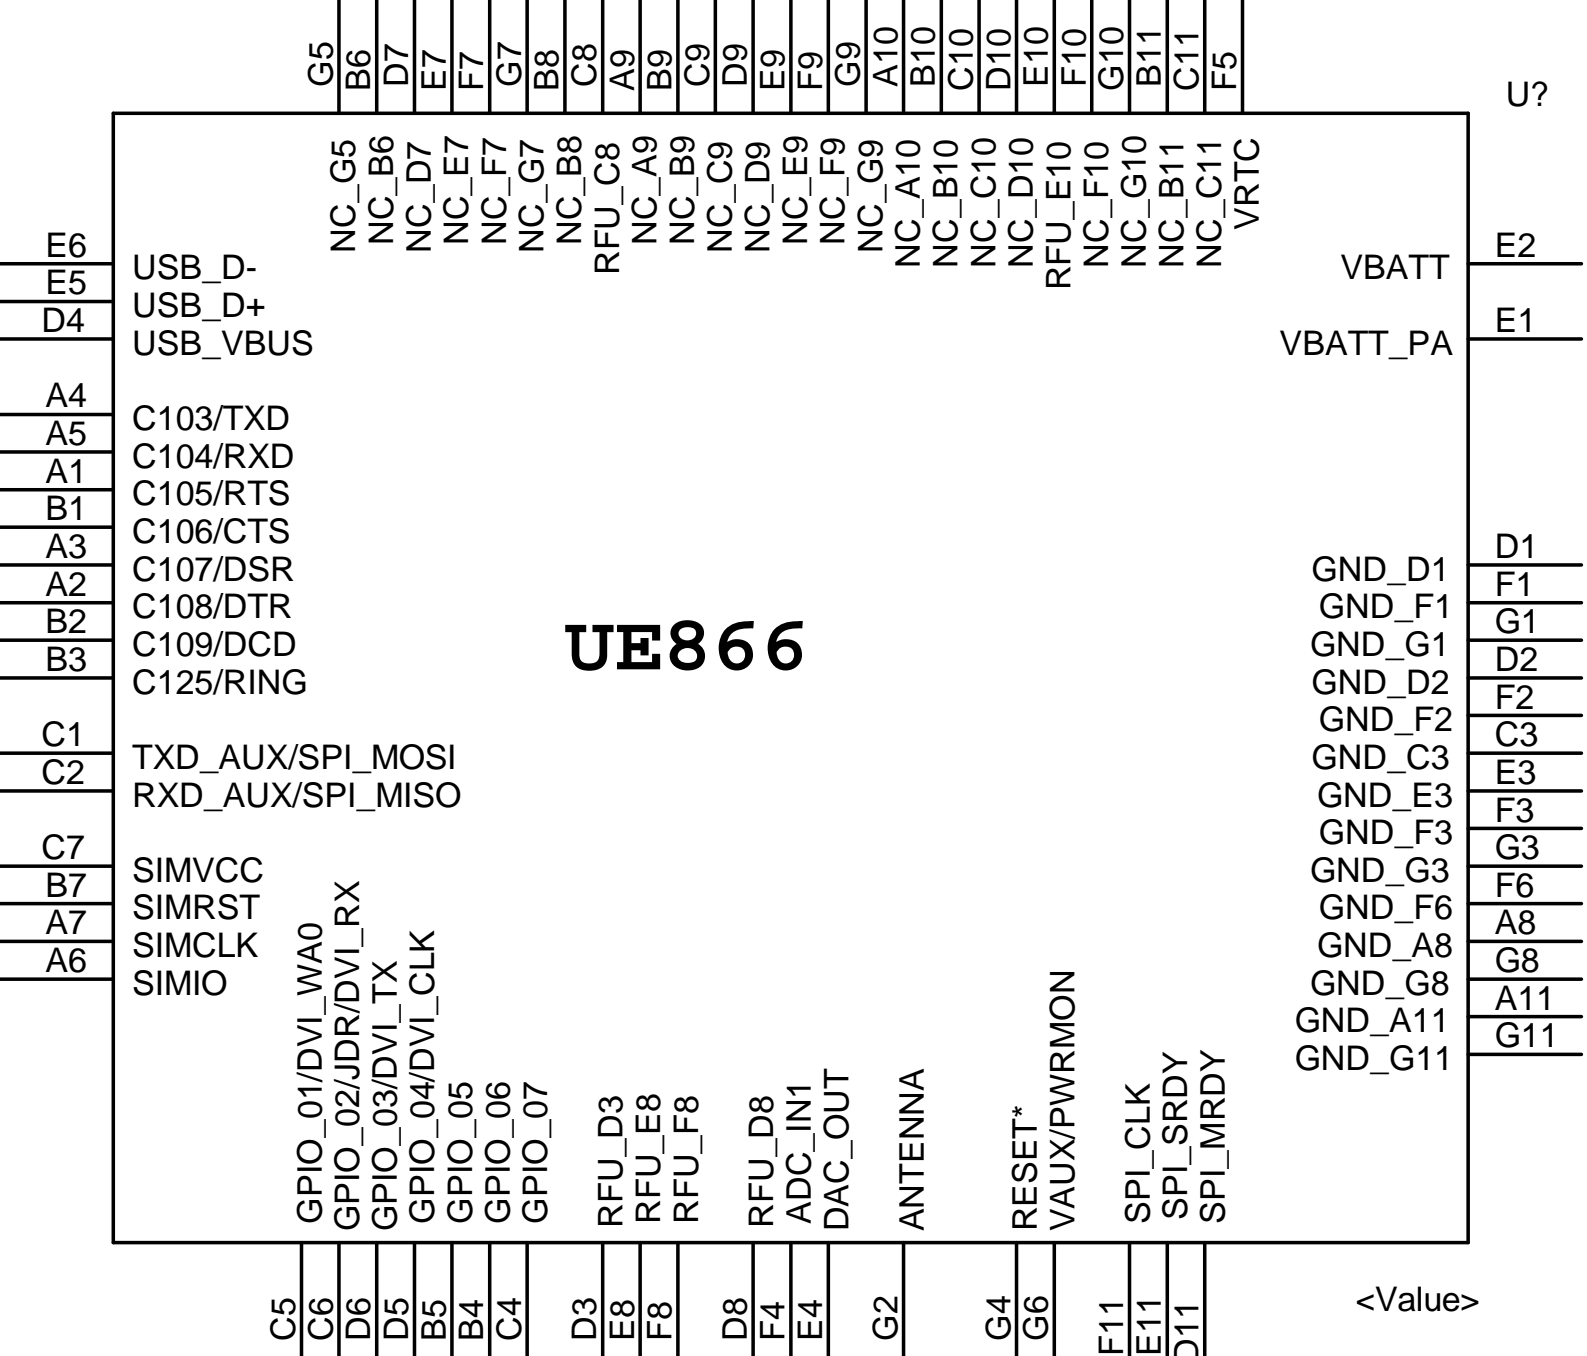 G5 B6 D7 E7 F7 G7 B8 C8 A9 B9 C9 D9 E9 F9 G9 A10 B10 C10 D10 E10 F10 G10 B11 C11 F5
U?
NC_G5
NC_B6
NC_D7
NC_E7
NC_F7
NC_G7
NC_B8
RFU_C8
NC_A9
NC_B9
NC_C9
NC_D9
NC_E9
NC_F9
NC_G9
NC_A10
NC_B10
NC_C10
NC_D10
RFU_E10
NC_F10
NC_G10
NC_B11
NC_C11
VRTC
E6 USB_D-
E5 USB_D+
D4 USB_VBUS
A4 C103/TXD
A5 C104/RXD
A1 C105/RTS
B1 C106/CTS
A3 C107/DSR
A2 C108/DTR
B2 C109/DCD
B3 C125/RING
C1 TXD_AUX/SPI_MOSI
C2 RXD_AUX/SPI_MISO
C7 SIMVCC
B7 SIMRST
A7 SIMCLK
A6 SIMIO
UE866
VBATT E2
VBATT_PA E1
GND_D1 D1
GND_F1 F1
GND_G1 G1
GND_D2 D2
GND_F2 F2
GND_C3 C3
GND_E3 E3
GND_F3 F3
GND_G3 G3
GND_F6 F6
GND_A8 A8
GND_G8 G8
GND_A11 A11
GND_G11 G11
GPIO_01/DVI_WA0
GPIO_02/JDR/DVI_RX
GPIO_03/DVI_TX
GPIO_04/DVI_CLK
GPIO_05
GPIO_06
GPIO_07
RFU_D3
RFU_E8
RFU_F8
RFU_D8
ADC_IN1
DAC_OUT
ANTENNA
RESET*
VAUX/PWRMON
SPI_CLK
SPI_SRDY
SPI_MRDY
C5 C6 D6 D5 B5 B4 C4 D3 E8 F8 D8 F4 E4 G2 G4 G6 F11 E11 D11
<Value>